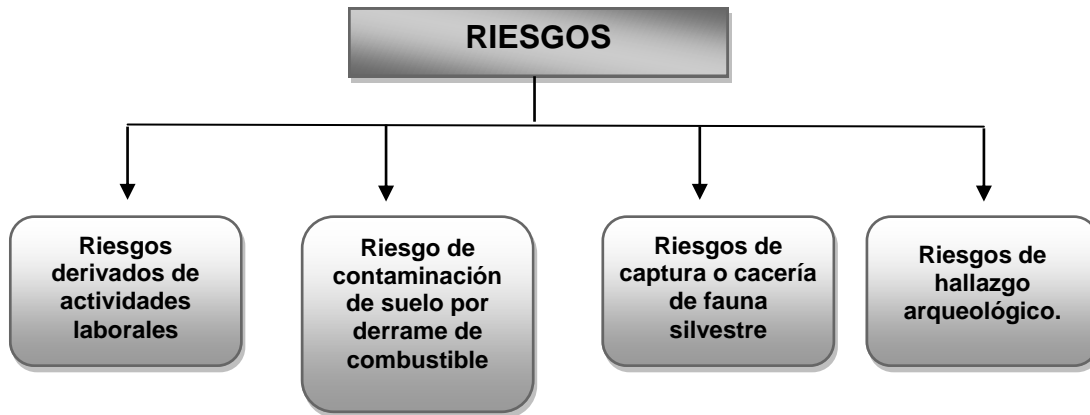 RIESGOS
Riesgos
derivados de
actividades
laborales
Riesgo de
contaminación
de suelo por
derrame de
combustible
Riesgos de
captura o cacería
de fauna
silvestre
Riesgos de
hallazgo
arqueológico.